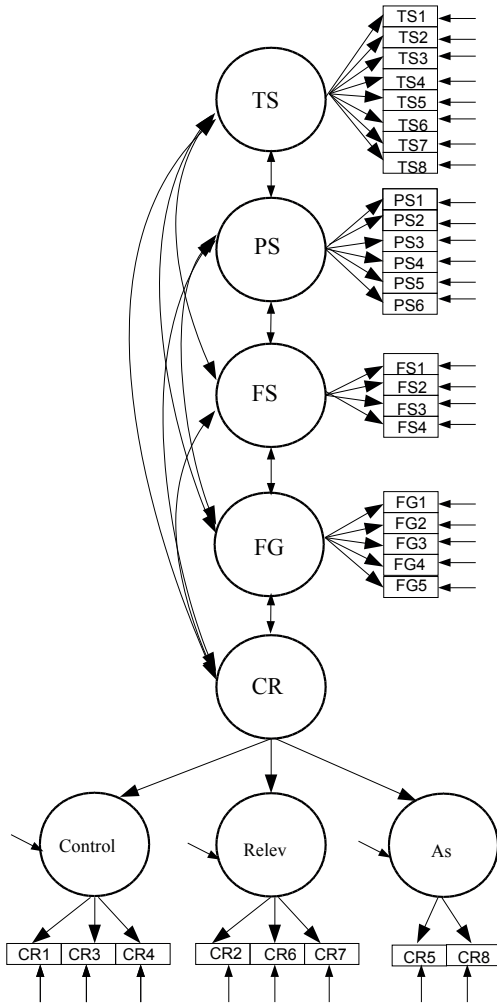 TS
TS1
TS2
TS3
TS4
TS5
TS6
TS7
TS8
PS
PS1
PS2
PS3
PS4
PS5
PS6
FS
FS1
FS2
FS3
FS4
FG
FG1
FG2
FG3
FG4
FG5
CR
Control Relev As
CR1 CR3 CR4 CR2 CR6 CR7 CR5 CR8